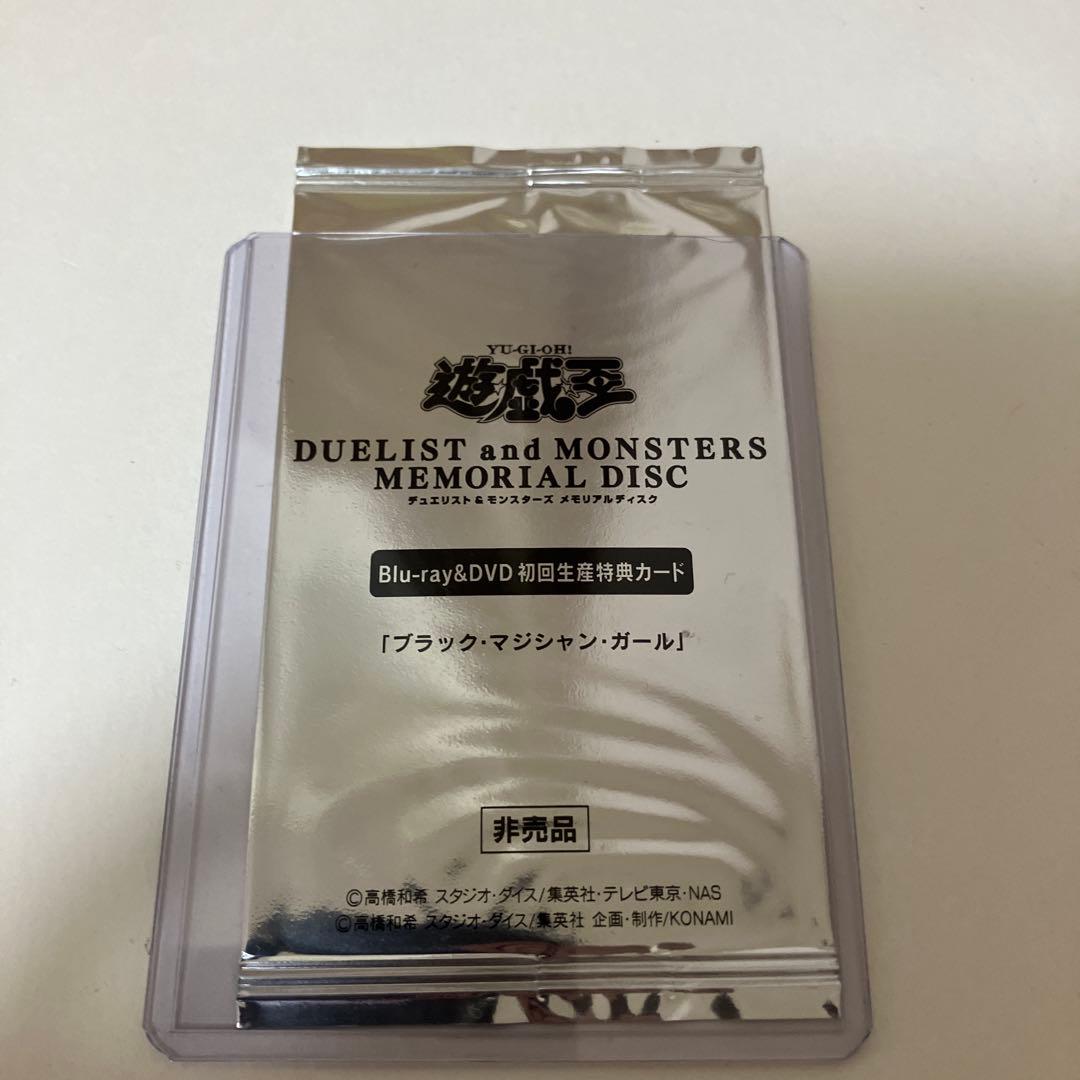 YU-GI-OH!
遊☆戯☆王
DUELIST and MONSTERS
MEMORIAL DISC
デュエリスト&モンスターズ メモリアルディスク
Blu-ray&DVD 初回生産特典カード
「ブラック・マジシャン・ガール」
非売品
©高橋和希 スタジオ・ダイス/集英社・テレビ東京・NAS
©高橋和希 スタジオ・ダイス/集英社 企画・制作/KONAMI